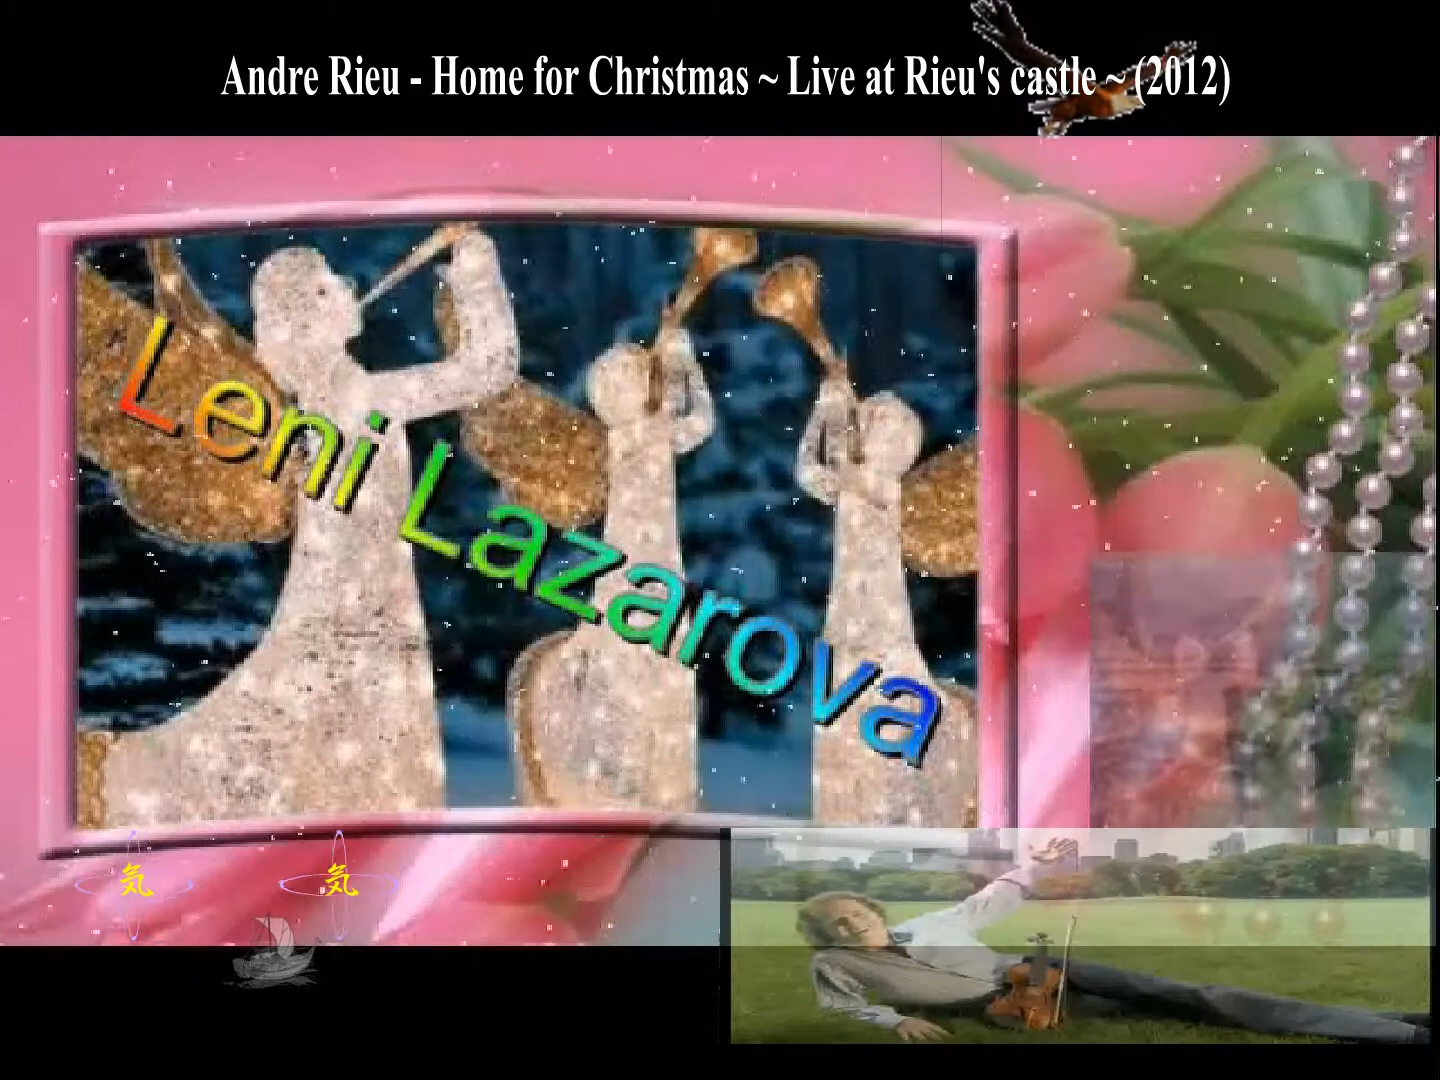 Andre Rieu - Home for Christmas ~ Live at Rieu's castle ~ (2012)
Leni Lazarova
気 気